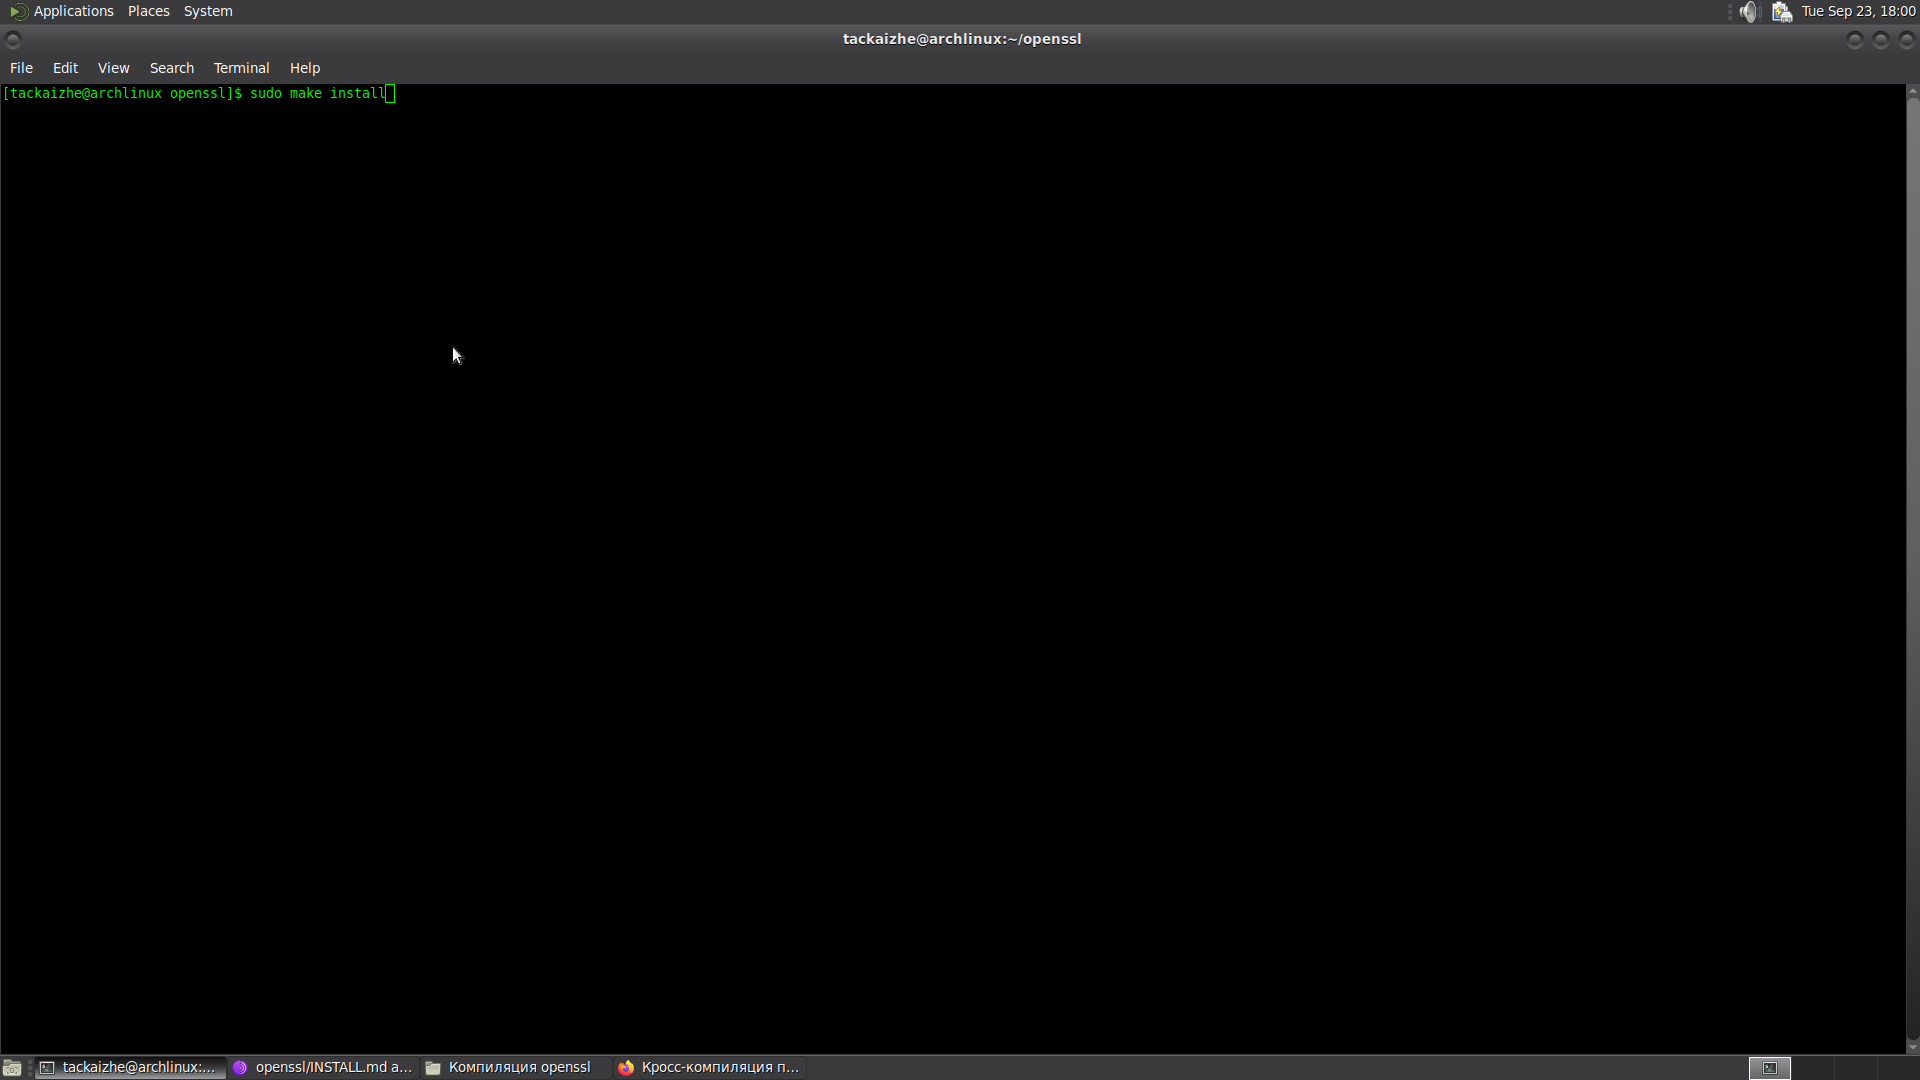 Applications Places System Tue Sep 23, 18:00
tackaizhe@archlinux:~/openssl
File Edit View Search Terminal Help
[tackaizhe@archlinux openssl]$ sudo make install
tackaizhe@archlinux:... openssl/INSTALL.md a... Компиляция openssl Кросс-компиляция п...